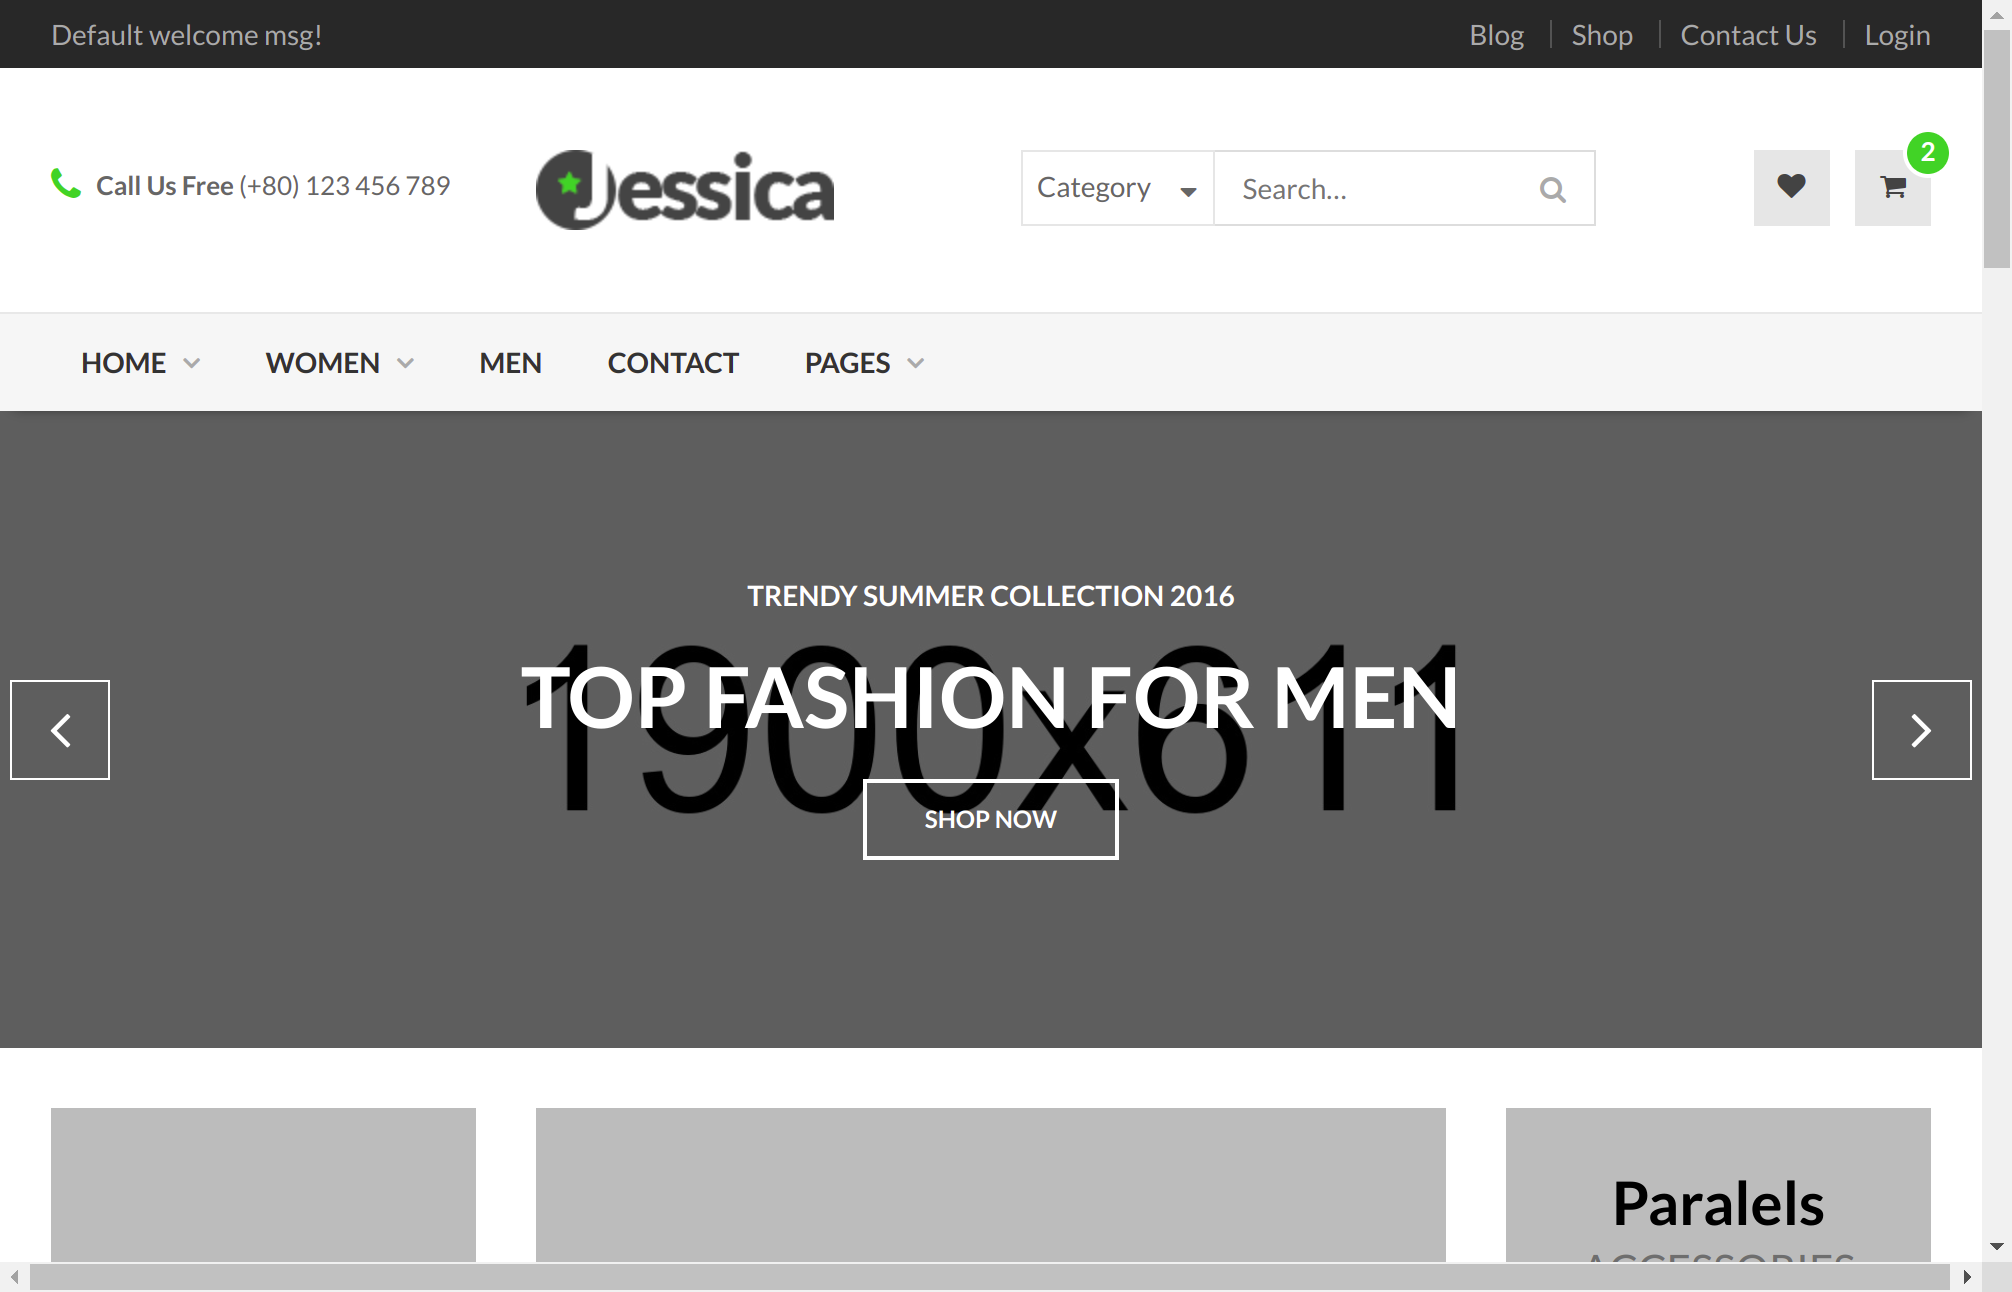 Default welcome msg!
Blog
Shop
Contact Us
Login
Call Us Free (+80) 123 456 789
Jessica
Category
Search...
2
HOME
WOMEN
MEN
CONTACT
PAGES
TRENDY SUMMER COLLECTION 2016
1900x611
TOP FASHION FOR MEN
SHOP NOW
Paralels
ACCESSORIES